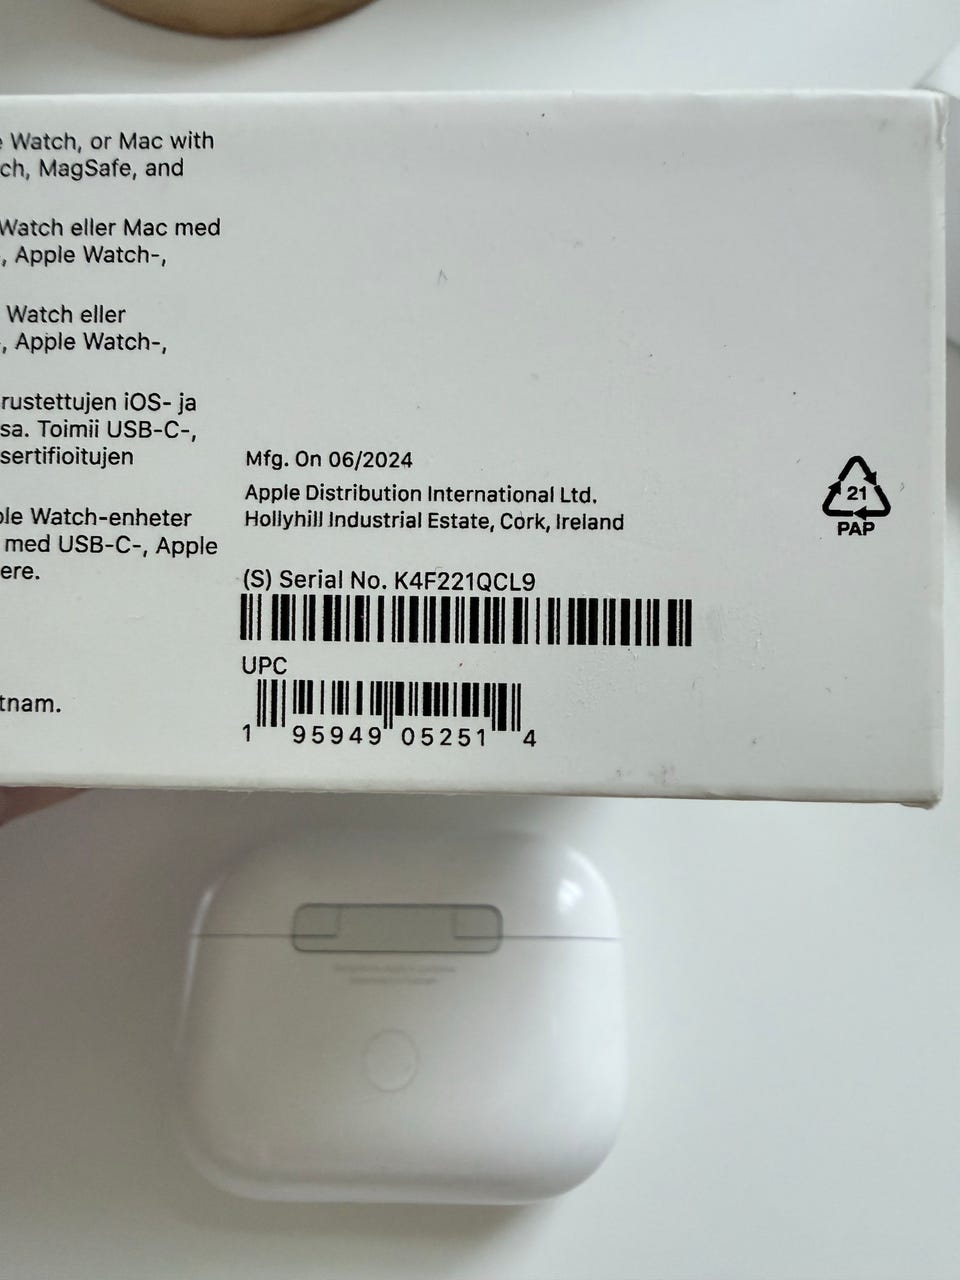 Watch, or Mac with
ch, MagSafe, and
Watch eller Mac med
, Apple Watch-,
Watch eller
-, Apple Watch-,
rustettujen iOS- ja
sa. Toimii USB-C-,
sertifioitujen
ple Watch-enheter
med USB-C-, Apple
ere.
tnam.
Mfg. On 06/2024
Apple Distribution International Ltd.
Hollyhill Industrial Estate, Cork, Ireland
(S) Serial No. K4F221QCL9
UPC
1 95949 05251 4
21
PAP